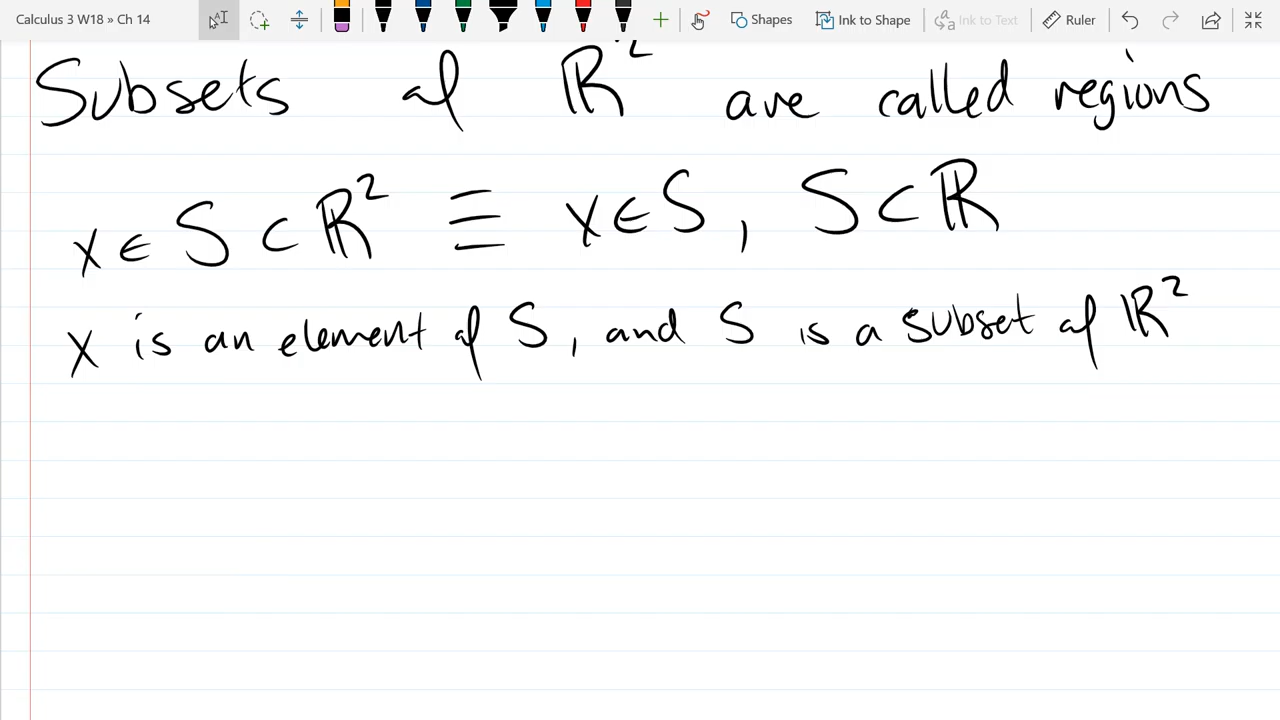 Calculus 3 W18 » Ch 14 Shapes Ink to Shape Ink to Text Ruler
Subsets of ℝ² are called regions
x ∈ S ⊂ ℝ² ≡ x ∈ S, S ⊂ ℝ
x is an element of S, and S is a subset of ℝ²